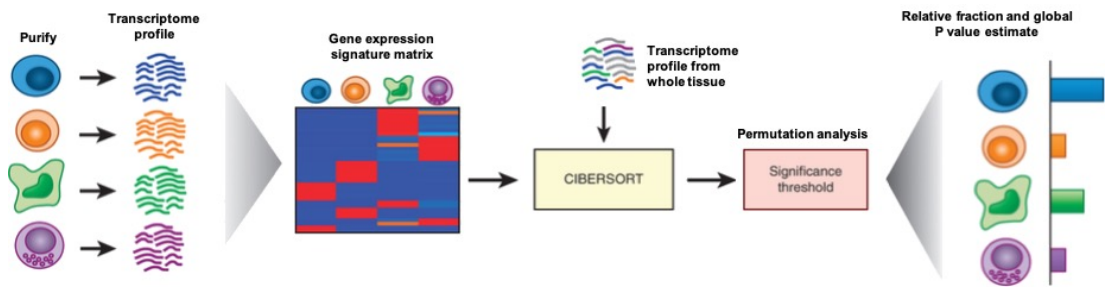 Purify
Transcriptome
profile
Gene expression
signature matrix
Transcriptome
profile from
whole tissue
CIBERSORT
Permutation analysis
Significance
threshold
Relative fraction and global
P value estimate